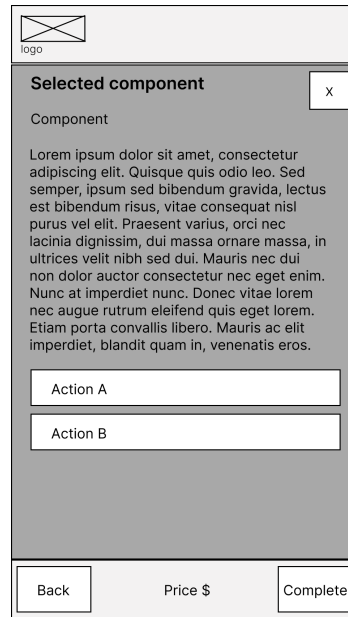 logo
Selected component
X
Component
Lorem ipsum dolor sit amet, consectetur
adipiscing elit. Quisque quis odio leo. Sed
semper, ipsum sed bibendum gravida, lectus
est bibendum risus, vitae consequat nisl
purus vel elit. Praesent varius, orci nec
lacinia dignissim, dui massa ornare massa, in
ultrices velit nibh sed dui. Mauris nec dui
non dolor auctor consectetur nec eget enim.
Nunc at imperdiet nunc. Donec vitae lorem
nec augue rutrum eleifend quis eget lorem.
Etiam porta convallis libero. Mauris ac elit
imperdiet, blandit quam in, venenatis eros.
Action A
Action B
Back
Price $
Complete